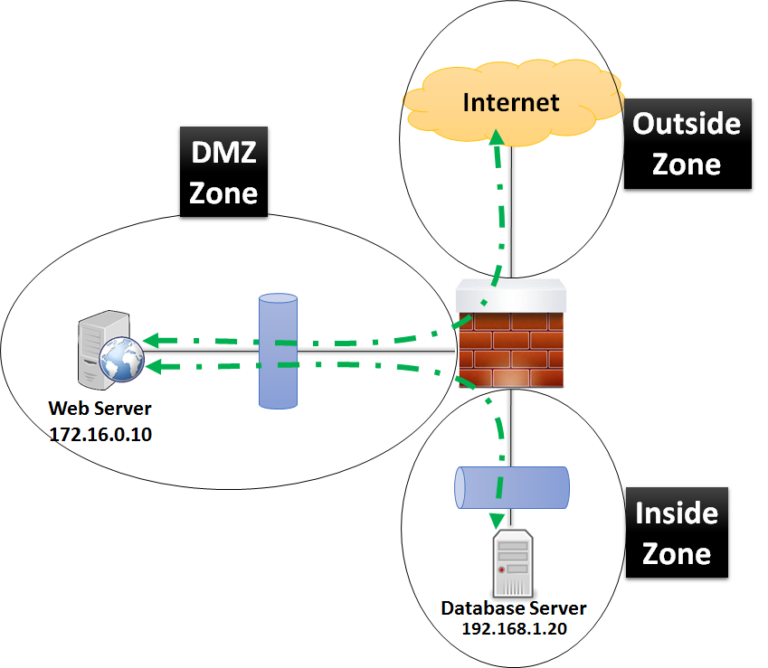 Internet
Outside
Zone
DMZ
Zone
Web Server
172.16.0.10
Inside
Zone
Database Server
192.168.1.20